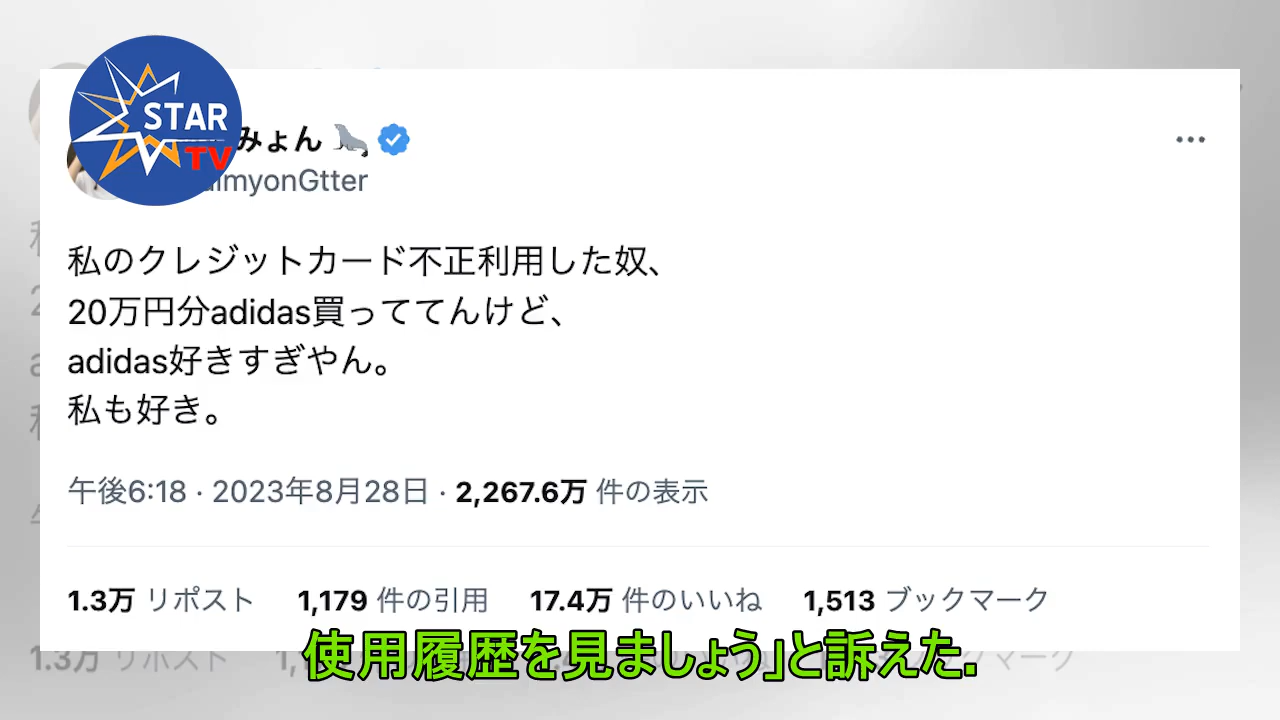 STAR
TV
みょん
imyonGtter
私のクレジットカード不正利用した奴、
20万円分adidas買っててんけど、
adidas好きすぎやん。
私も好き。
午後6:18 · 2023年8月28日 · 2,267.6万 件の表示
1.3万 リポスト 1,179 件の引用 17.4万 件のいいね 1,513 ブックマーク
使用履歴を見ましょう」と訴えた.